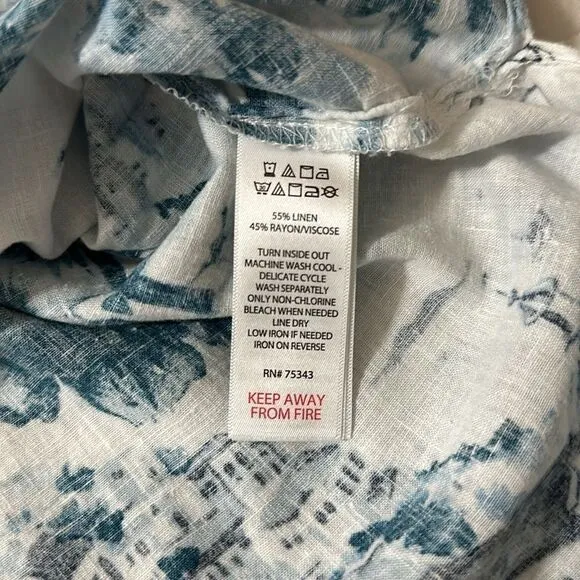 55% LINEN
45% RAYON/VISCOSE
TURN INSIDE OUT
MACHINE WASH COOL -
DELICATE CYCLE
WASH SEPARATELY
ONLY NON-CHLORINE
BLEACH WHEN NEEDED
LINE DRY
LOW IRON IF NEEDED
IRON ON REVERSE
RN# 75343
KEEP AWAY
FROM FIRE